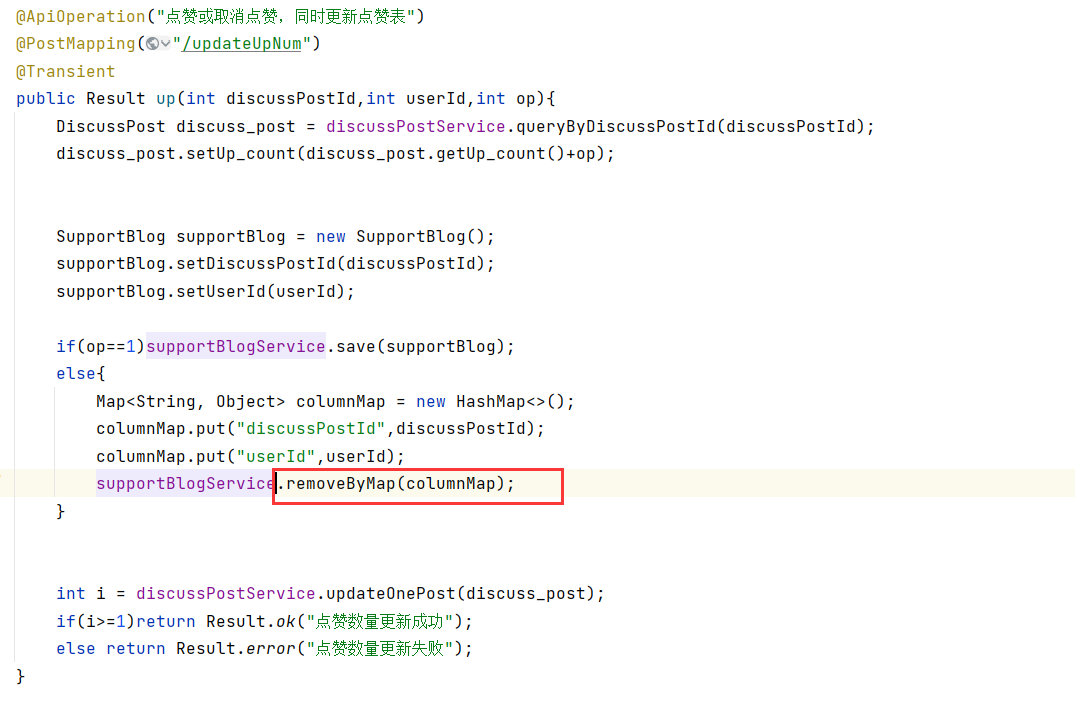 @ApiOperation("点赞或取消点赞，同时更新点赞表")
@PostMapping("/updateUpNum")
@Transient
public Result up(int discussPostId,int userId,int op){
    DiscussPost discuss_post = discussPostService.queryByDiscussPostId(discussPostId);
    discuss_post.setUp_count(discuss_post.getUp_count()+op);
    SupportBlog supportBlog = new SupportBlog();
    supportBlog.setDiscussPostId(discussPostId);
    supportBlog.setUserId(userId);
    if(op==1)supportBlogService.save(supportBlog);
    else{
        Map<String, Object> columnMap = new HashMap<>();
        columnMap.put("discussPostId",discussPostId);
        columnMap.put("userId",userId);
        supportBlogService.removeByMap(columnMap);
    }
    int i = discussPostService.updateOnePost(discuss_post);
    if(i>=1)return Result.ok("点赞数量更新成功");
    else return Result.error("点赞数量更新失败");
}